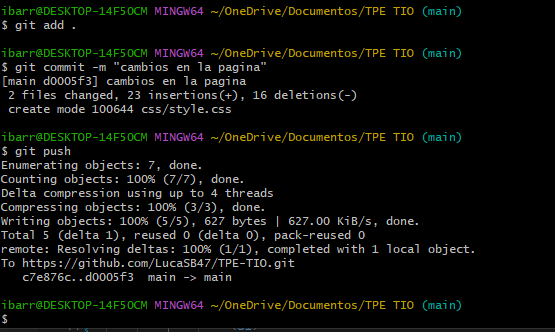 ibarr@DESKTOP-14F5OCM MINGW64 ~/OneDrive/Documentos/TPE TIO (main)
$ git add .
ibarr@DESKTOP-14F5OCM MINGW64 ~/OneDrive/Documentos/TPE TIO (main)
$ git commit -m "cambios en la pagina"
[main d0005f3] cambios en la pagina
 2 files changed, 23 insertions(+), 16 deletions(-)
 create mode 100644 css/style.css
ibarr@DESKTOP-14F5OCM MINGW64 ~/OneDrive/Documentos/TPE TIO (main)
$ git push
Enumerating objects: 7, done.
Counting objects: 100% (7/7), done.
Delta compression using up to 4 threads
Compressing objects: 100% (3/3), done.
Writing objects: 100% (5/5), 627 bytes | 627.00 KiB/s, done.
Total 5 (delta 1), reused 0 (delta 0), pack-reused 0
remote: Resolving deltas: 100% (1/1), completed with 1 local object.
To https://github.com/LucaSB47/TPE-TIO.git
   c7e876c..d0005f3  main -> main
ibarr@DESKTOP-14F5OCM MINGW64 ~/OneDrive/Documentos/TPE TIO (main)
$